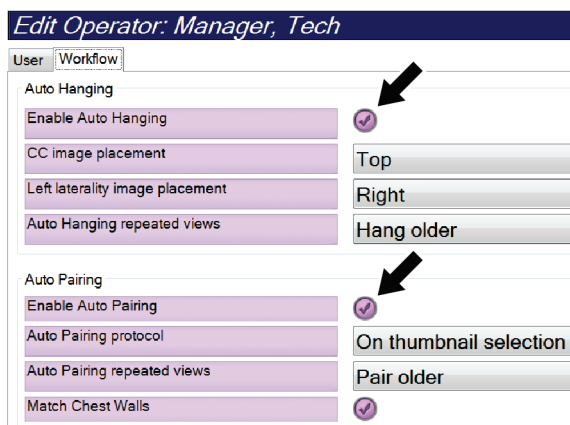 Edit Operator: Manager, Tech
User Workflow
Auto Hanging
Enable Auto Hanging
CC image placement Top
Left laterality image placement Right
Auto Hanging repeated views Hang older
Auto Pairing
Enable Auto Pairing
Auto Pairing protocol On thumbnail selection
Auto Pairing repeated views Pair older
Match Chest Walls